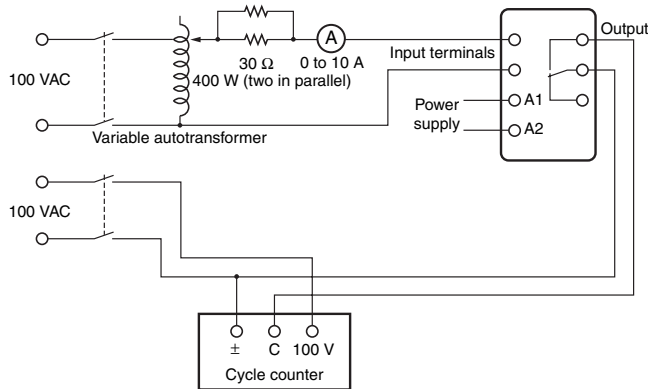 100 VAC
Variable autotransformer
30 Ω
400 W (two in parallel)
A
0 to 10 A
Input terminals
Power
supply
A1
A2
Output
100 VAC
±
C
100 V
Cycle counter